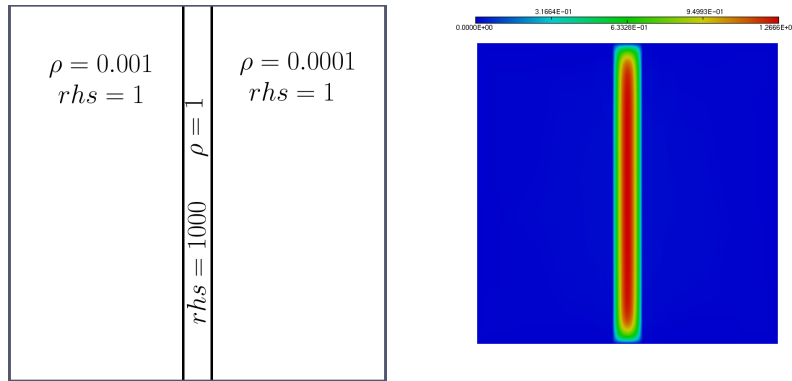 ρ = 0.001
rhs = 1
rhs = 1000 ρ = 1
ρ = 0.0001
rhs = 1
3.1664E-01 9.4993E-01
0.0000E+00 6.3328E-01 1.2666E+0